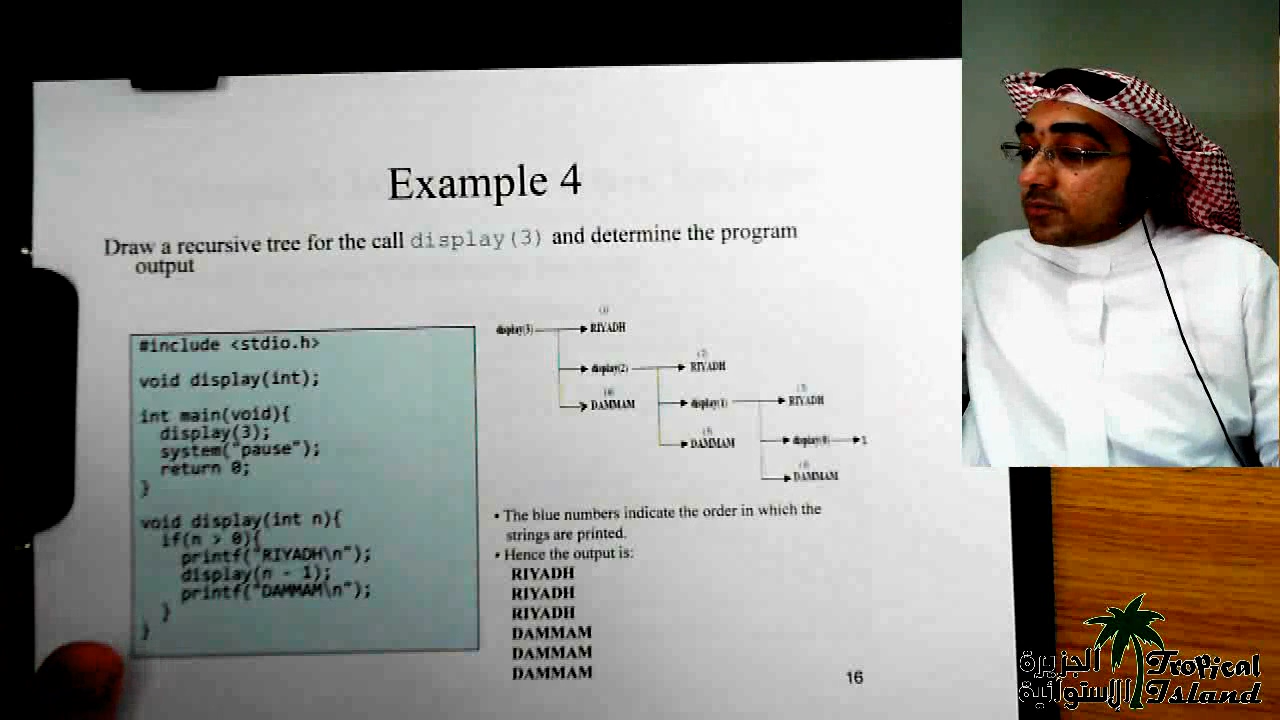 Example 4
Draw a recursive tree for the call display(3) and determine the program
output
#include <stdio.h>
void display(int);
int main(void){
display(3);
system("pause");
return 0;
}
void display(int n){
if(n > 0){
printf("RIYADH\n");
display(n - 1);
printf("DAMMAM\n");
}
}
display(3) RIYADH
display(2) RIYADH
DAMMAM
display(1) RIYADH
DAMMAM
display(0)
DAMMAM
• The blue numbers indicate the order in which the
strings are printed.
• Hence the output is:
RIYADH
RIYADH
RIYADH
DAMMAM
DAMMAM
DAMMAM
16
الجزيرة
الإستوائية
Tropical
Island